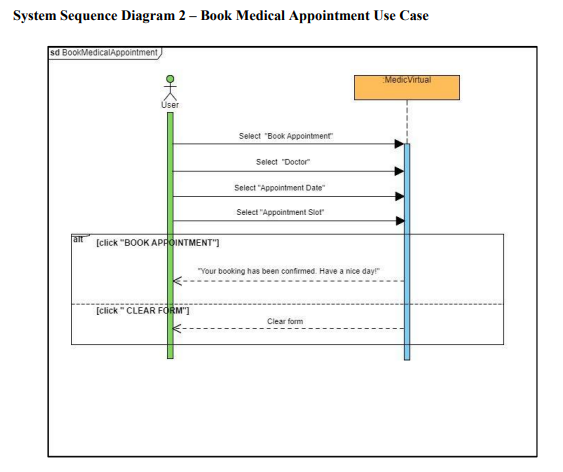 System Sequence Diagram 2 – Book Medical Appointment Use Case
sd BookMedicalAppointment
:MedicVirtual
User
Select "Book Appointment"
Select "Doctor"
Select "Appointment Date"
Select "Appointment Slot"
alt
[click "BOOK APPOINTMENT"]
"Your booking has been confirmed. Have a nice day!"
[click " CLEAR FORM"]
Clear form